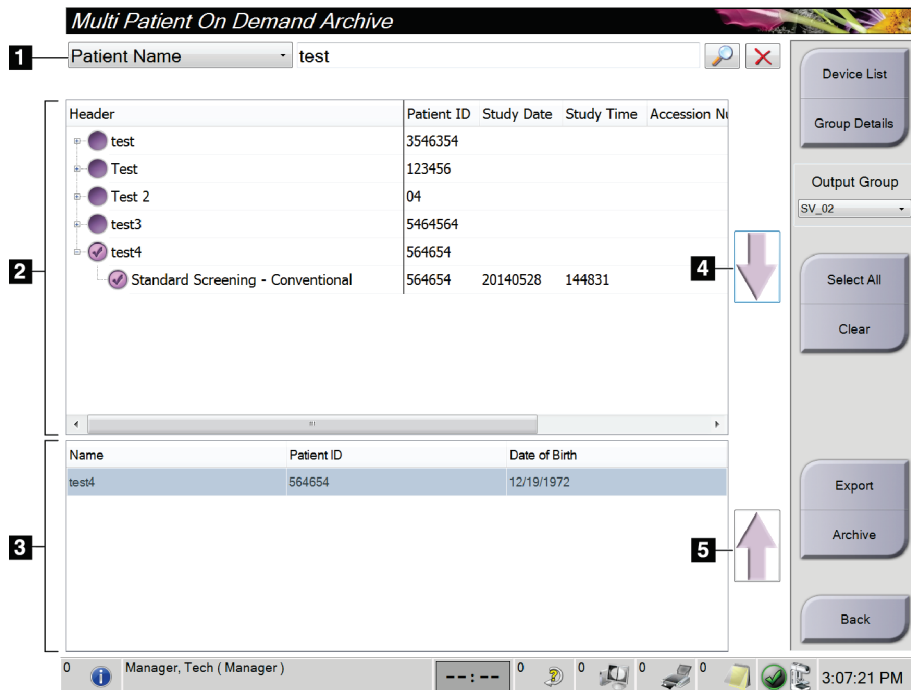 Multi Patient On Demand Archive
1
Patient Name
test
Device List
Group Details
Output Group
SV_02
Select All
Clear
Export
Archive
Back
2
Header Patient ID Study Date Study Time Accession Nu
test 3546354
Test 123456
Test 2 04
test3 5464564
test4 564654
Standard Screening - Conventional 564654 20140528 144831
4
3
Name Patient ID Date of Birth
test4 564654 12/19/1972
5
0 Manager, Tech ( Manager ) --:-- 0 0 0 0 3:07:21 PM